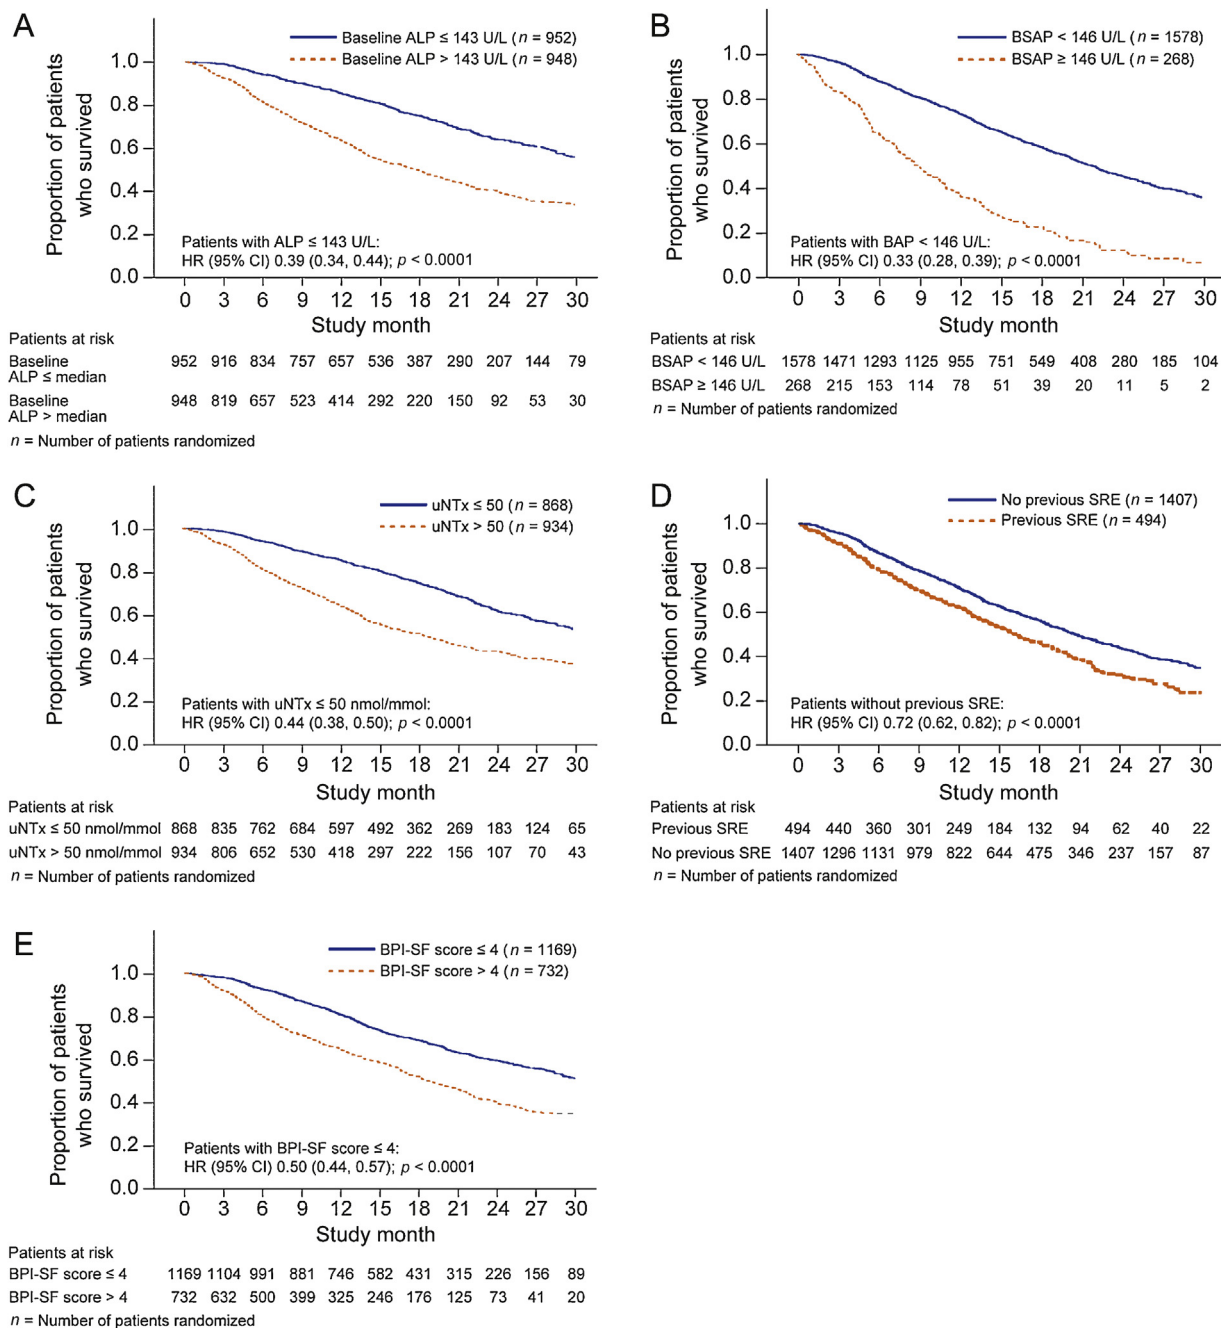 A
Baseline ALP ≤ 143 U/L (n = 952)
Baseline ALP > 143 U/L (n = 948)
Proportion of patients
who survived
1.0
0.8
0.6
0.4
0.2
0.0
Patients with ALP ≤ 143 U/L:
HR (95% CI) 0.39 (0.34, 0.44); p < 0.0001
0 3 6 9 12 15 18 21 24 27 30
Study month
Patients at risk
Baseline
ALP ≤ median
952 916 834 757 657 536 387 290 207 144 79
Baseline
ALP > median
948 819 657 523 414 292 220 150 92 53 30
n = Number of patients randomized
B
BSAP < 146 U/L (n = 1578)
BSAP ≥ 146 U/L (n = 268)
Proportion of patients
who survived
1.0
0.8
0.6
0.4
0.2
0.0
Patients with BAP < 146 U/L:
HR (95% CI) 0.33 (0.28, 0.39); p < 0.0001
0 3 6 9 12 15 18 21 24 27 30
Study month
Patients at risk
BSAP < 146 U/L 1578 1471 1293 1125 955 751 549 408 280 185 104
BSAP ≥ 146 U/L 268 215 153 114 78 51 39 20 11 5 2
n = Number of patients randomized
C
uNTx ≤ 50 (n = 868)
uNTx > 50 (n = 934)
Proportion of patients
who survived
1.0
0.8
0.6
0.4
0.2
0.0
Patients with uNTx ≤ 50 nmol/mmol:
HR (95% CI) 0.44 (0.38, 0.50); p < 0.0001
0 3 6 9 12 15 18 21 24 27 30
Study month
Patients at risk
uNTx ≤ 50 nmol/mmol 868 835 762 684 597 492 362 269 183 124 65
uNTx > 50 nmol/mmol 934 806 652 530 418 297 222 156 107 70 43
n = Number of patients randomized
D
No previous SRE (n = 1407)
Previous SRE (n = 494)
Proportion of patients
who survived
1.0
0.8
0.6
0.4
0.2
0.0
Patients without previous SRE:
HR (95% CI) 0.72 (0.62, 0.82); p < 0.0001
0 3 6 9 12 15 18 21 24 27 30
Study month
Patients at risk
Previous SRE 494 440 360 301 249 184 132 94 62 40 22
No previous SRE 1407 1296 1131 979 822 644 475 346 237 157 87
n = Number of patients randomized
E
BPI-SF score ≤ 4 (n = 1169)
BPI-SF score > 4 (n = 732)
Proportion of patients
who survived
1.0
0.8
0.6
0.4
0.2
0.0
Patients with BPI-SF score ≤ 4:
HR (95% CI) 0.50 (0.44, 0.57); p < 0.0001
0 3 6 9 12 15 18 21 24 27 30
Study month
Patients at risk
BPI-SF score ≤ 4 1169 1104 991 881 746 582 431 315 226 156 89
BPI-SF score > 4 732 632 500 399 325 246 176 125 73 41 20
n = Number of patients randomized